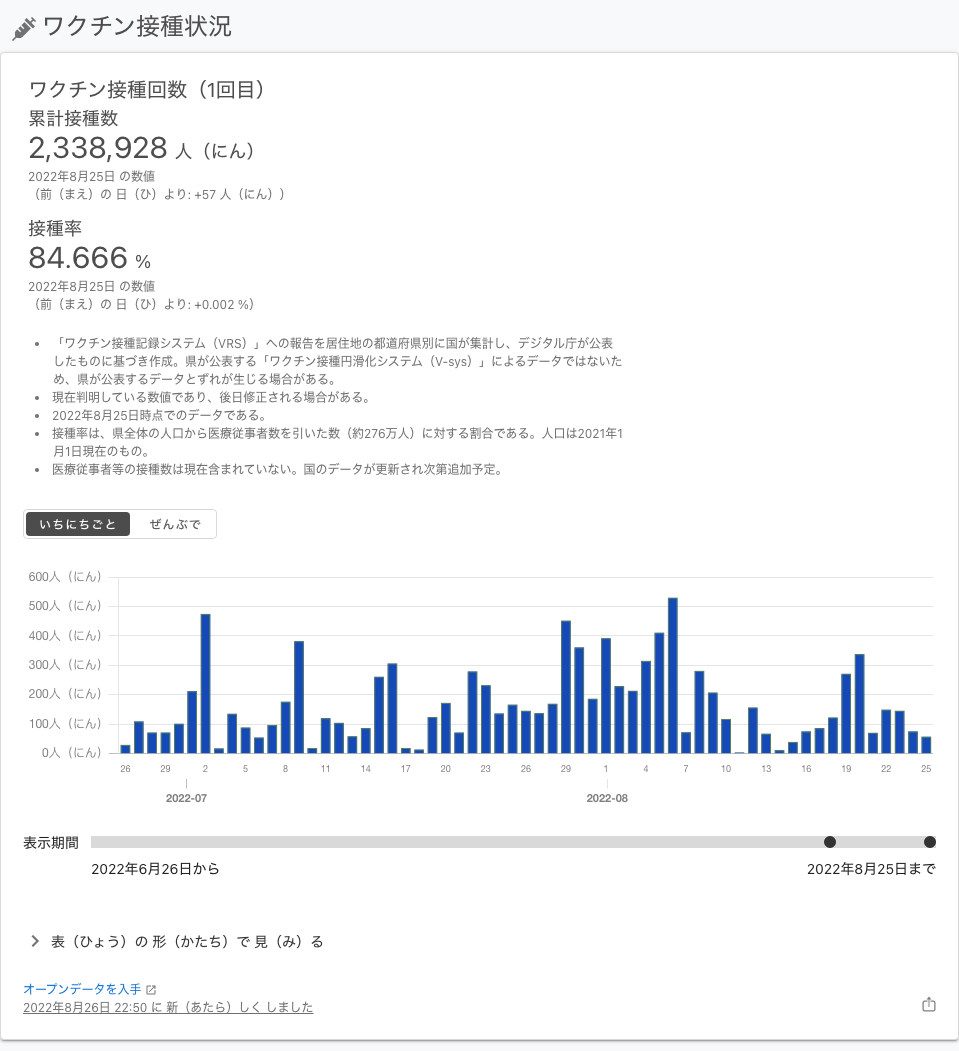 ワクチン接種状況
ワクチン接種回数（1回目）
累計接種数
2,338,928 人（にん）
2022年8月25日 の数値
（前（まえ）の 日（ひ）より: +57 人（にん））
接種率
84.666 %
2022年8月25日 の数値
（前（まえ）の 日（ひ）より: +0.002 %）
• 「ワクチン接種記録システム（VRS）」への報告を居住地の都道府県別に国が集計し、デジタル庁が公表
したものに基づき作成。県が公表する「ワクチン接種円滑化システム（V-sys）」によるデータではないた
め、県が公表するデータとずれが生じる場合がある。
• 現在判明している数値であり、後日修正される場合がある。
• 2022年8月25日時点でのデータである。
• 接種率は、県全体の人口から医療従事者数を引いた数（約276万人）に対する割合である。人口は2021年1
月1日現在のもの。
• 医療従事者等の接種数は現在含まれていない。国のデータが更新され次第追加予定。
いちにちごと ぜんぶで
600人（にん）
500人（にん）
400人（にん）
300人（にん）
200人（にん）
100人（にん）
0人（にん）
26 29 2 5 8 11 14 17 20 23 26 29 1 4 7 10 13 16 19 22 25
2022-07 2022-08
表示期間
2022年6月26日から 2022年8月25日まで
表（ひょう）の 形（かたち）で 見（み）る
オープンデータを入手
2022年8月26日 22:50 に 新（あたら）しく しました